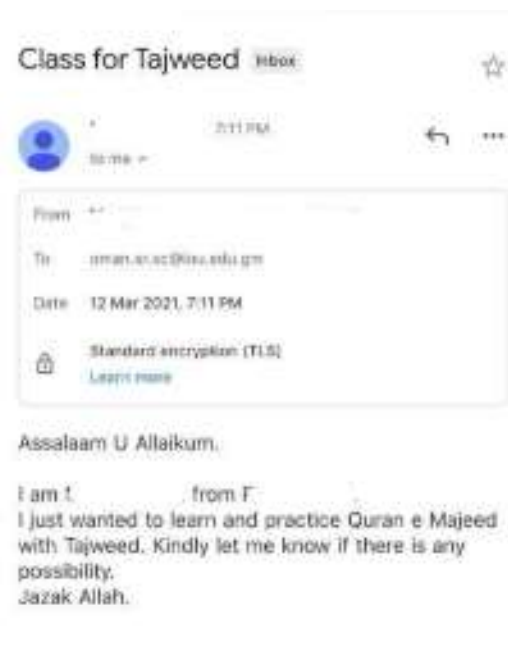 Class for Tajweed Inbox
7:11 PM
to me
From
To
Date 12 Mar 2021, 7:11 PM
Standard encryption (TLS)
Learn more
Assalaam U Allaikum.
I am from
I just wanted to learn and practice Quran e Majeed
with Tajweed. Kindly let me know if there is any
possibility.
Jazak Allah.